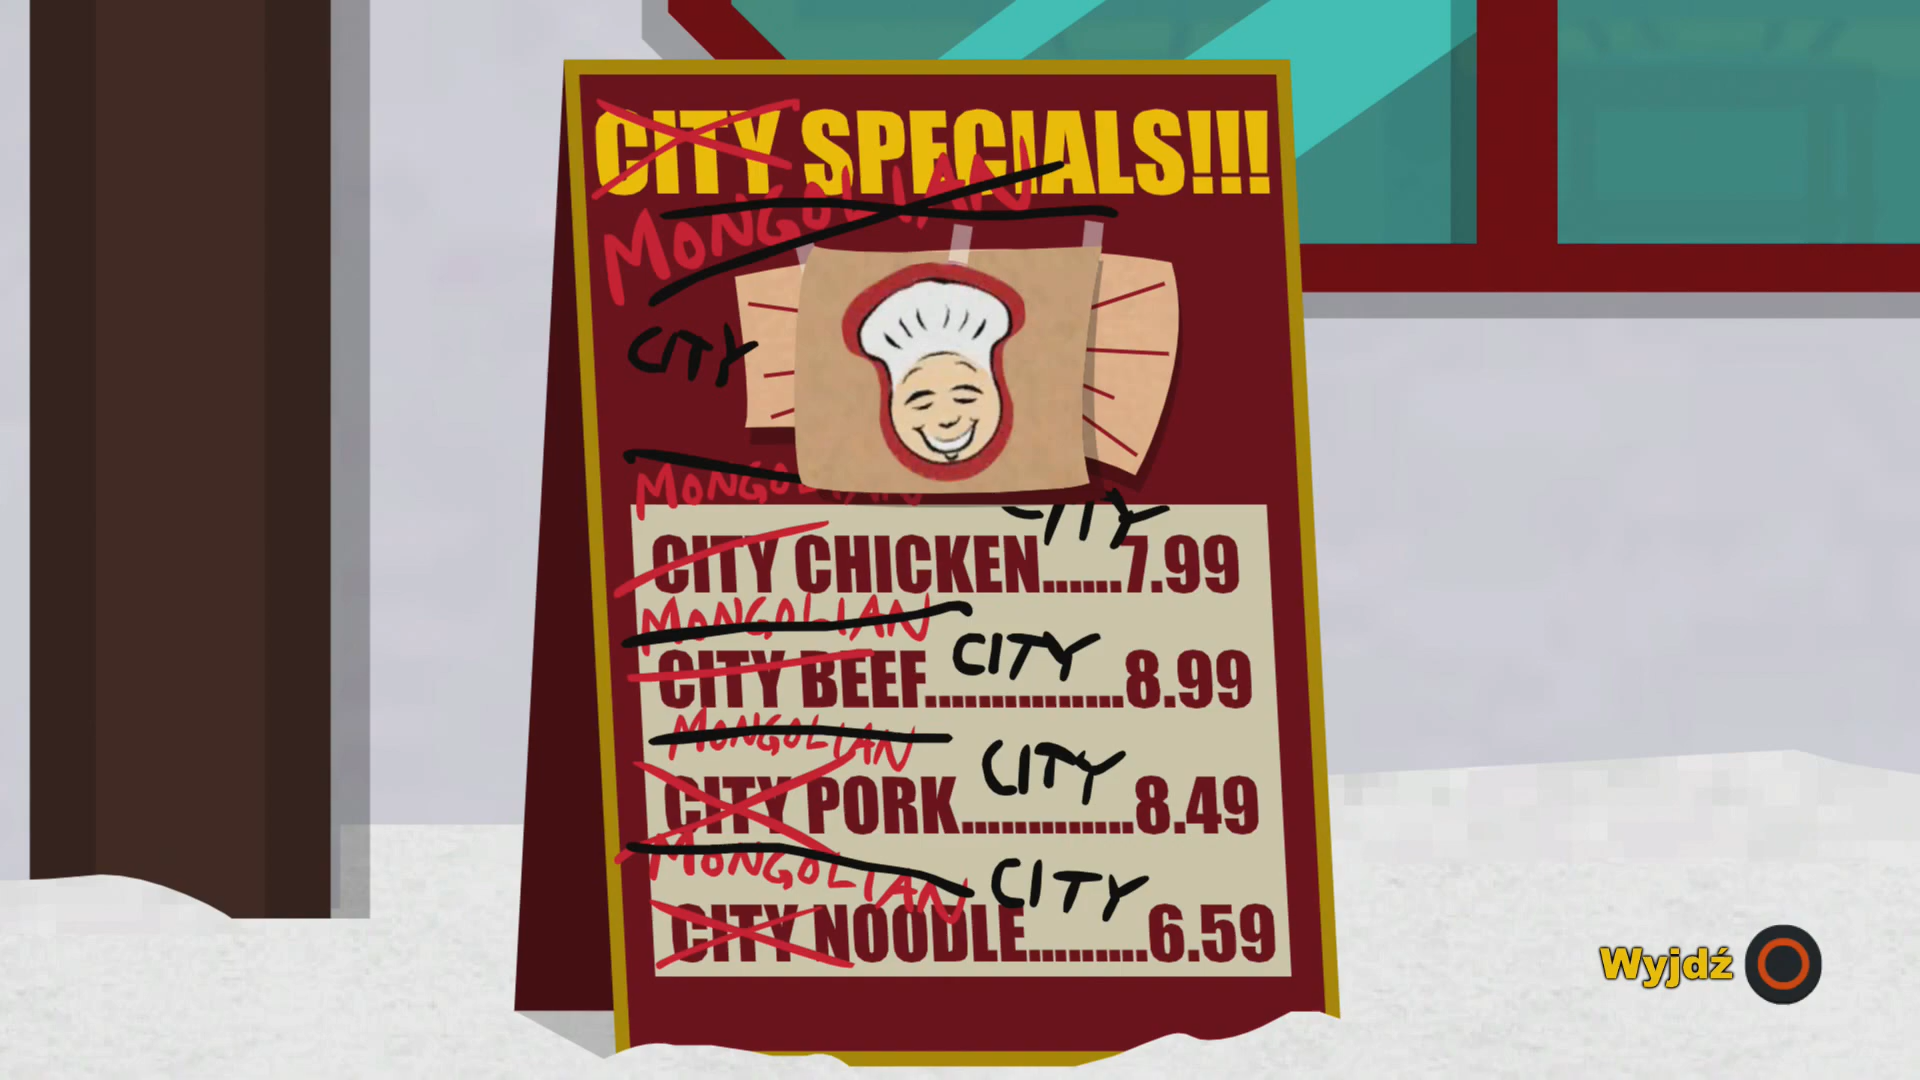 CITY SPECIALS!!!
MONGOLIAN
CITY
MONGOLIAN
CITY
CITY CHICKEN......7.99
MONGOLIAN
CITY
CITY BEEF...............8.99
MONGOLIAN
CITY
CITY PORK.............8.49
MONGOLIAN
CITY
CITY NOODLE.........6.59
Wyjdź